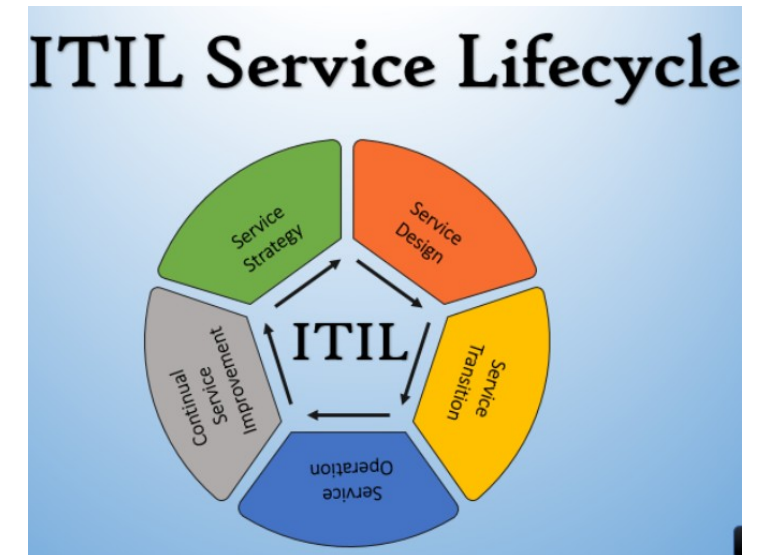 ITIL Service Lifecycle
Service
Strategy
Service
Design
Service
Transition
Service
Operation
Continual
Service
Improvement
ITIL